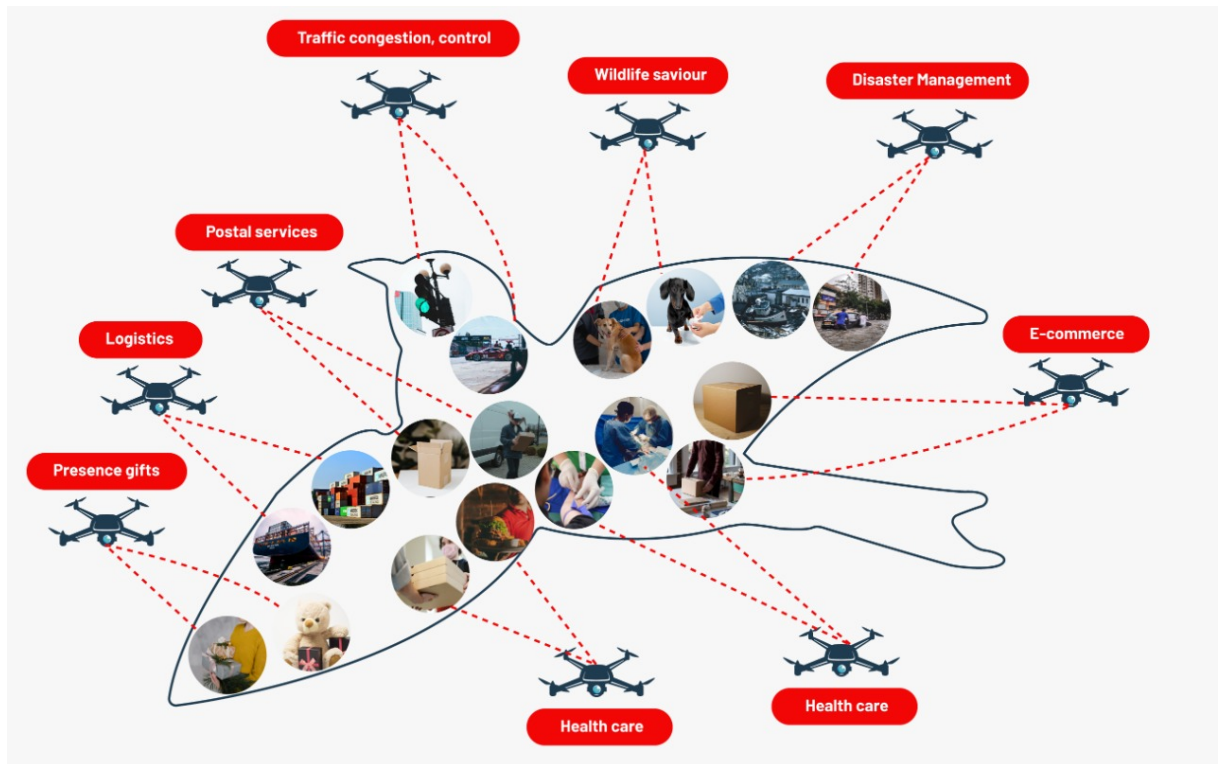 Traffic congestion, control
Wildlife saviour
Disaster Management
Postal services
Logistics
E-commerce
Presence gifts
Health care
Health care